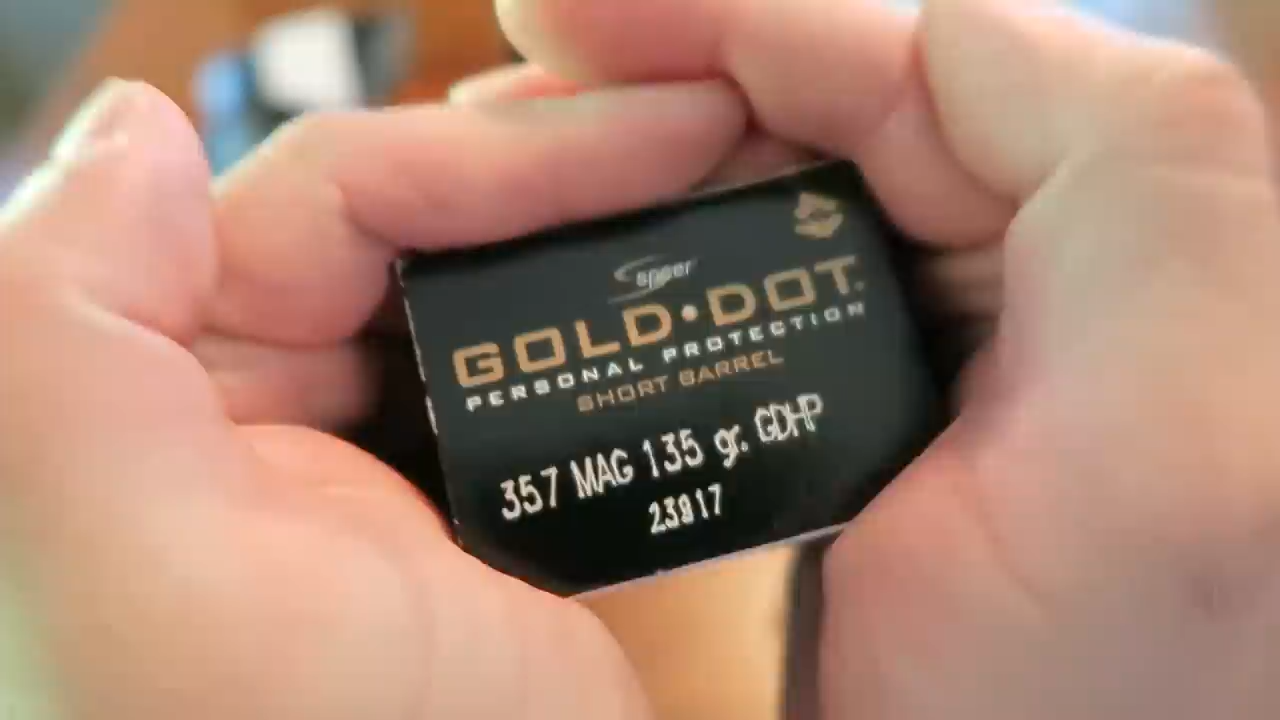 speer
GOLD•DOT.
PERSONAL PROTECTION
SHORT BARREL
357 MAG 135 gr. GDHP
23917